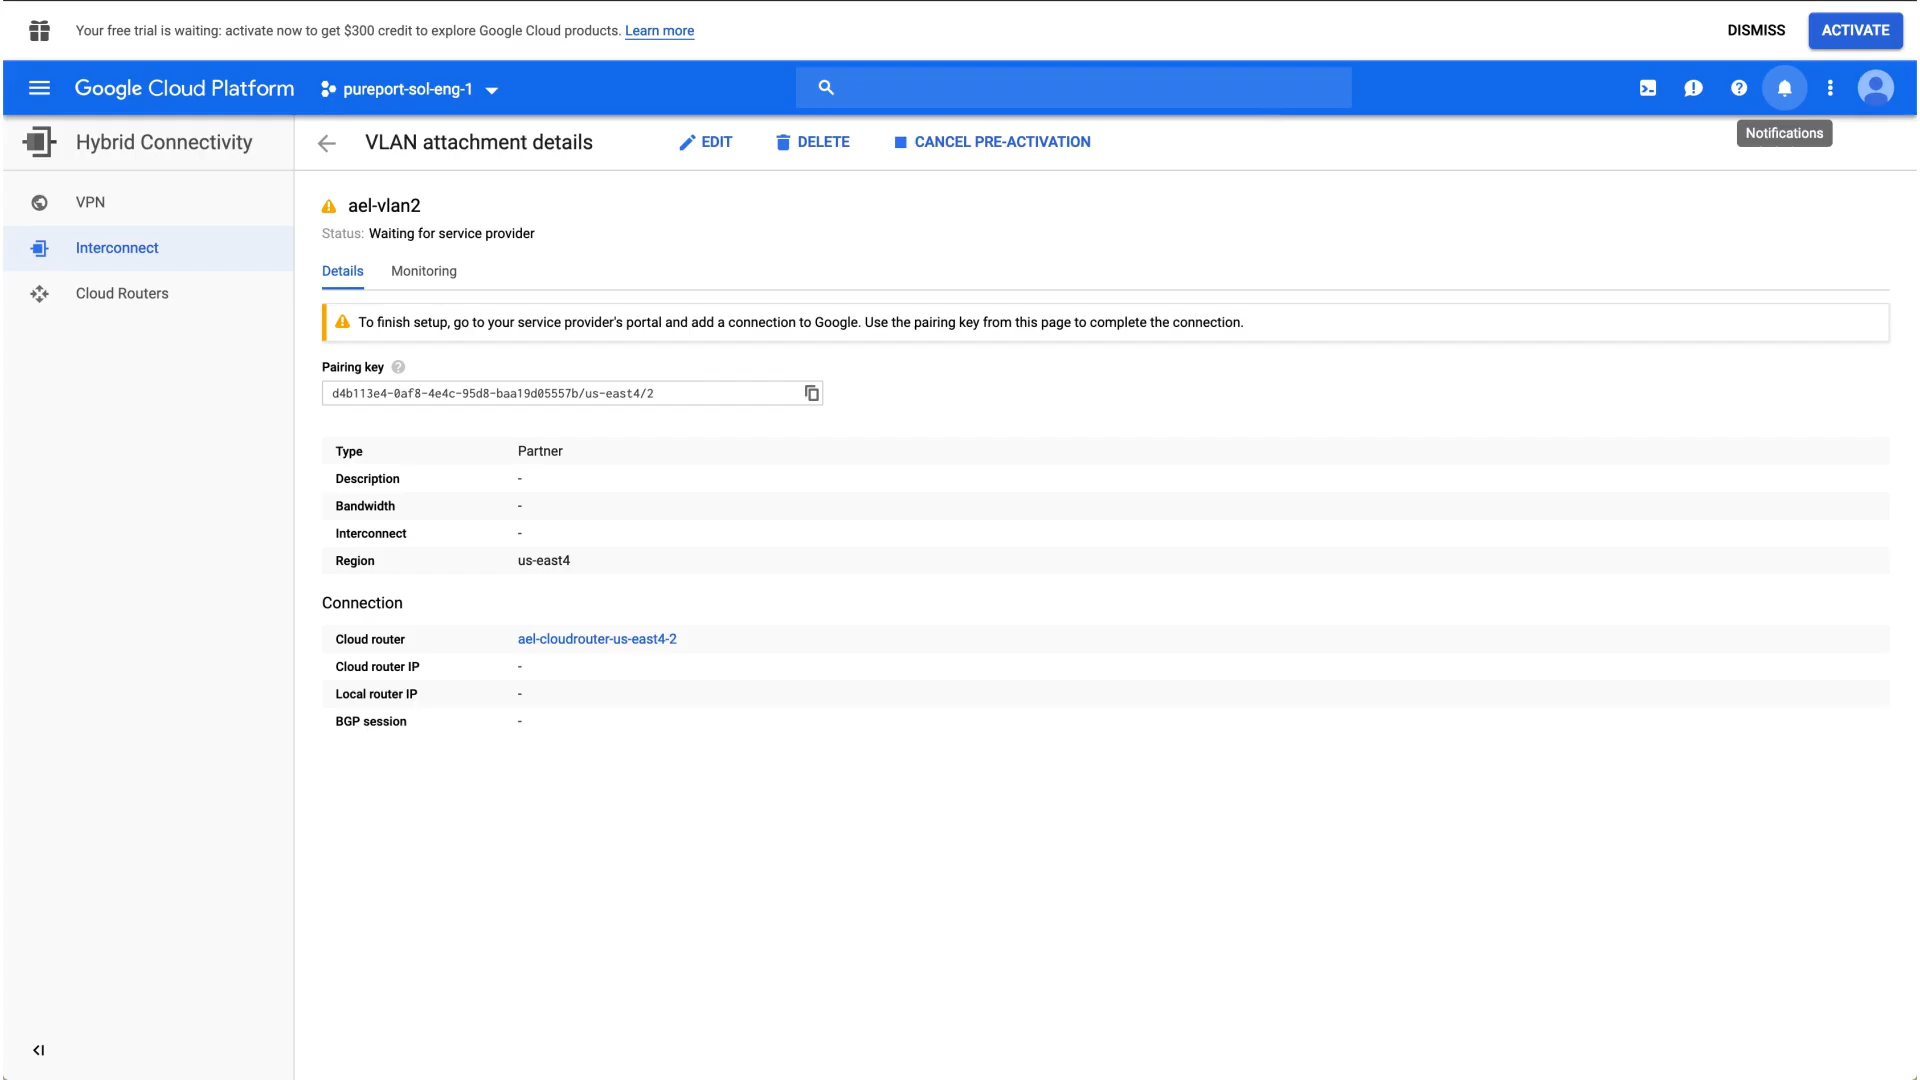 Your free trial is waiting: activate now to get $300 credit to explore Google Cloud products. Learn more
DISMISS
ACTIVATE
Google Cloud Platform
pureport-sol-eng-1
Hybrid Connectivity
VLAN attachment details
EDIT
DELETE
CANCEL PRE-ACTIVATION
Notifications
VPN
Interconnect
Cloud Routers
ael-vlan2
Status: Waiting for service provider
Details
Monitoring
To finish setup, go to your service provider's portal and add a connection to Google. Use the pairing key from this page to complete the connection.
Pairing key
d4b113e4-0af8-4e4c-95d8-baa19d05557b/us-east4/2
Type Partner
Description -
Bandwidth -
Interconnect -
Region us-east4
Connection
Cloud router ael-cloudrouter-us-east4-2
Cloud router IP -
Local router IP -
BGP session -